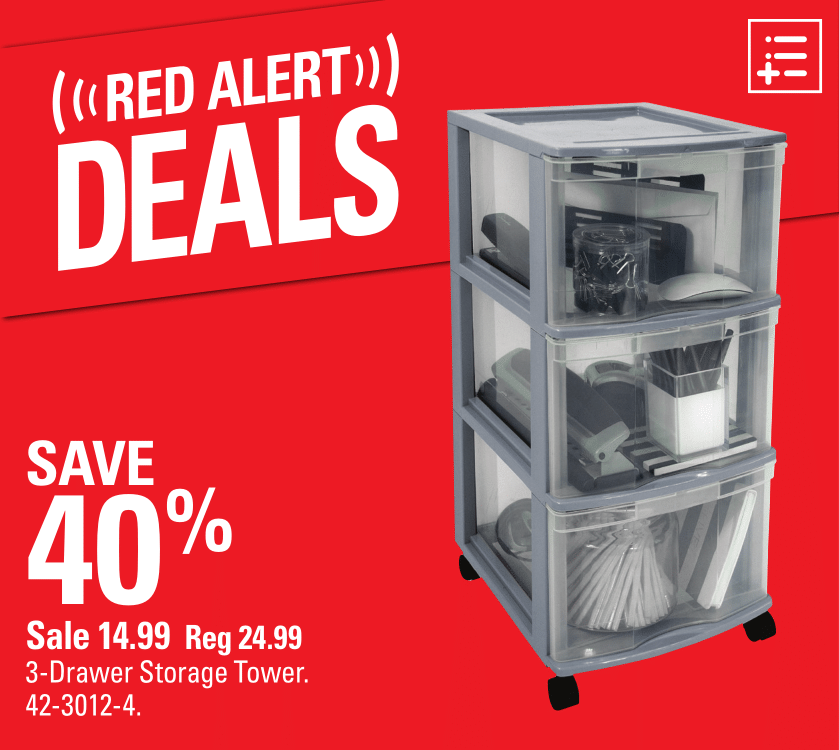 RED ALERT
DEALS
SAVE
40%
Sale 14.99 Reg 24.99
3-Drawer Storage Tower.
42-3012-4.